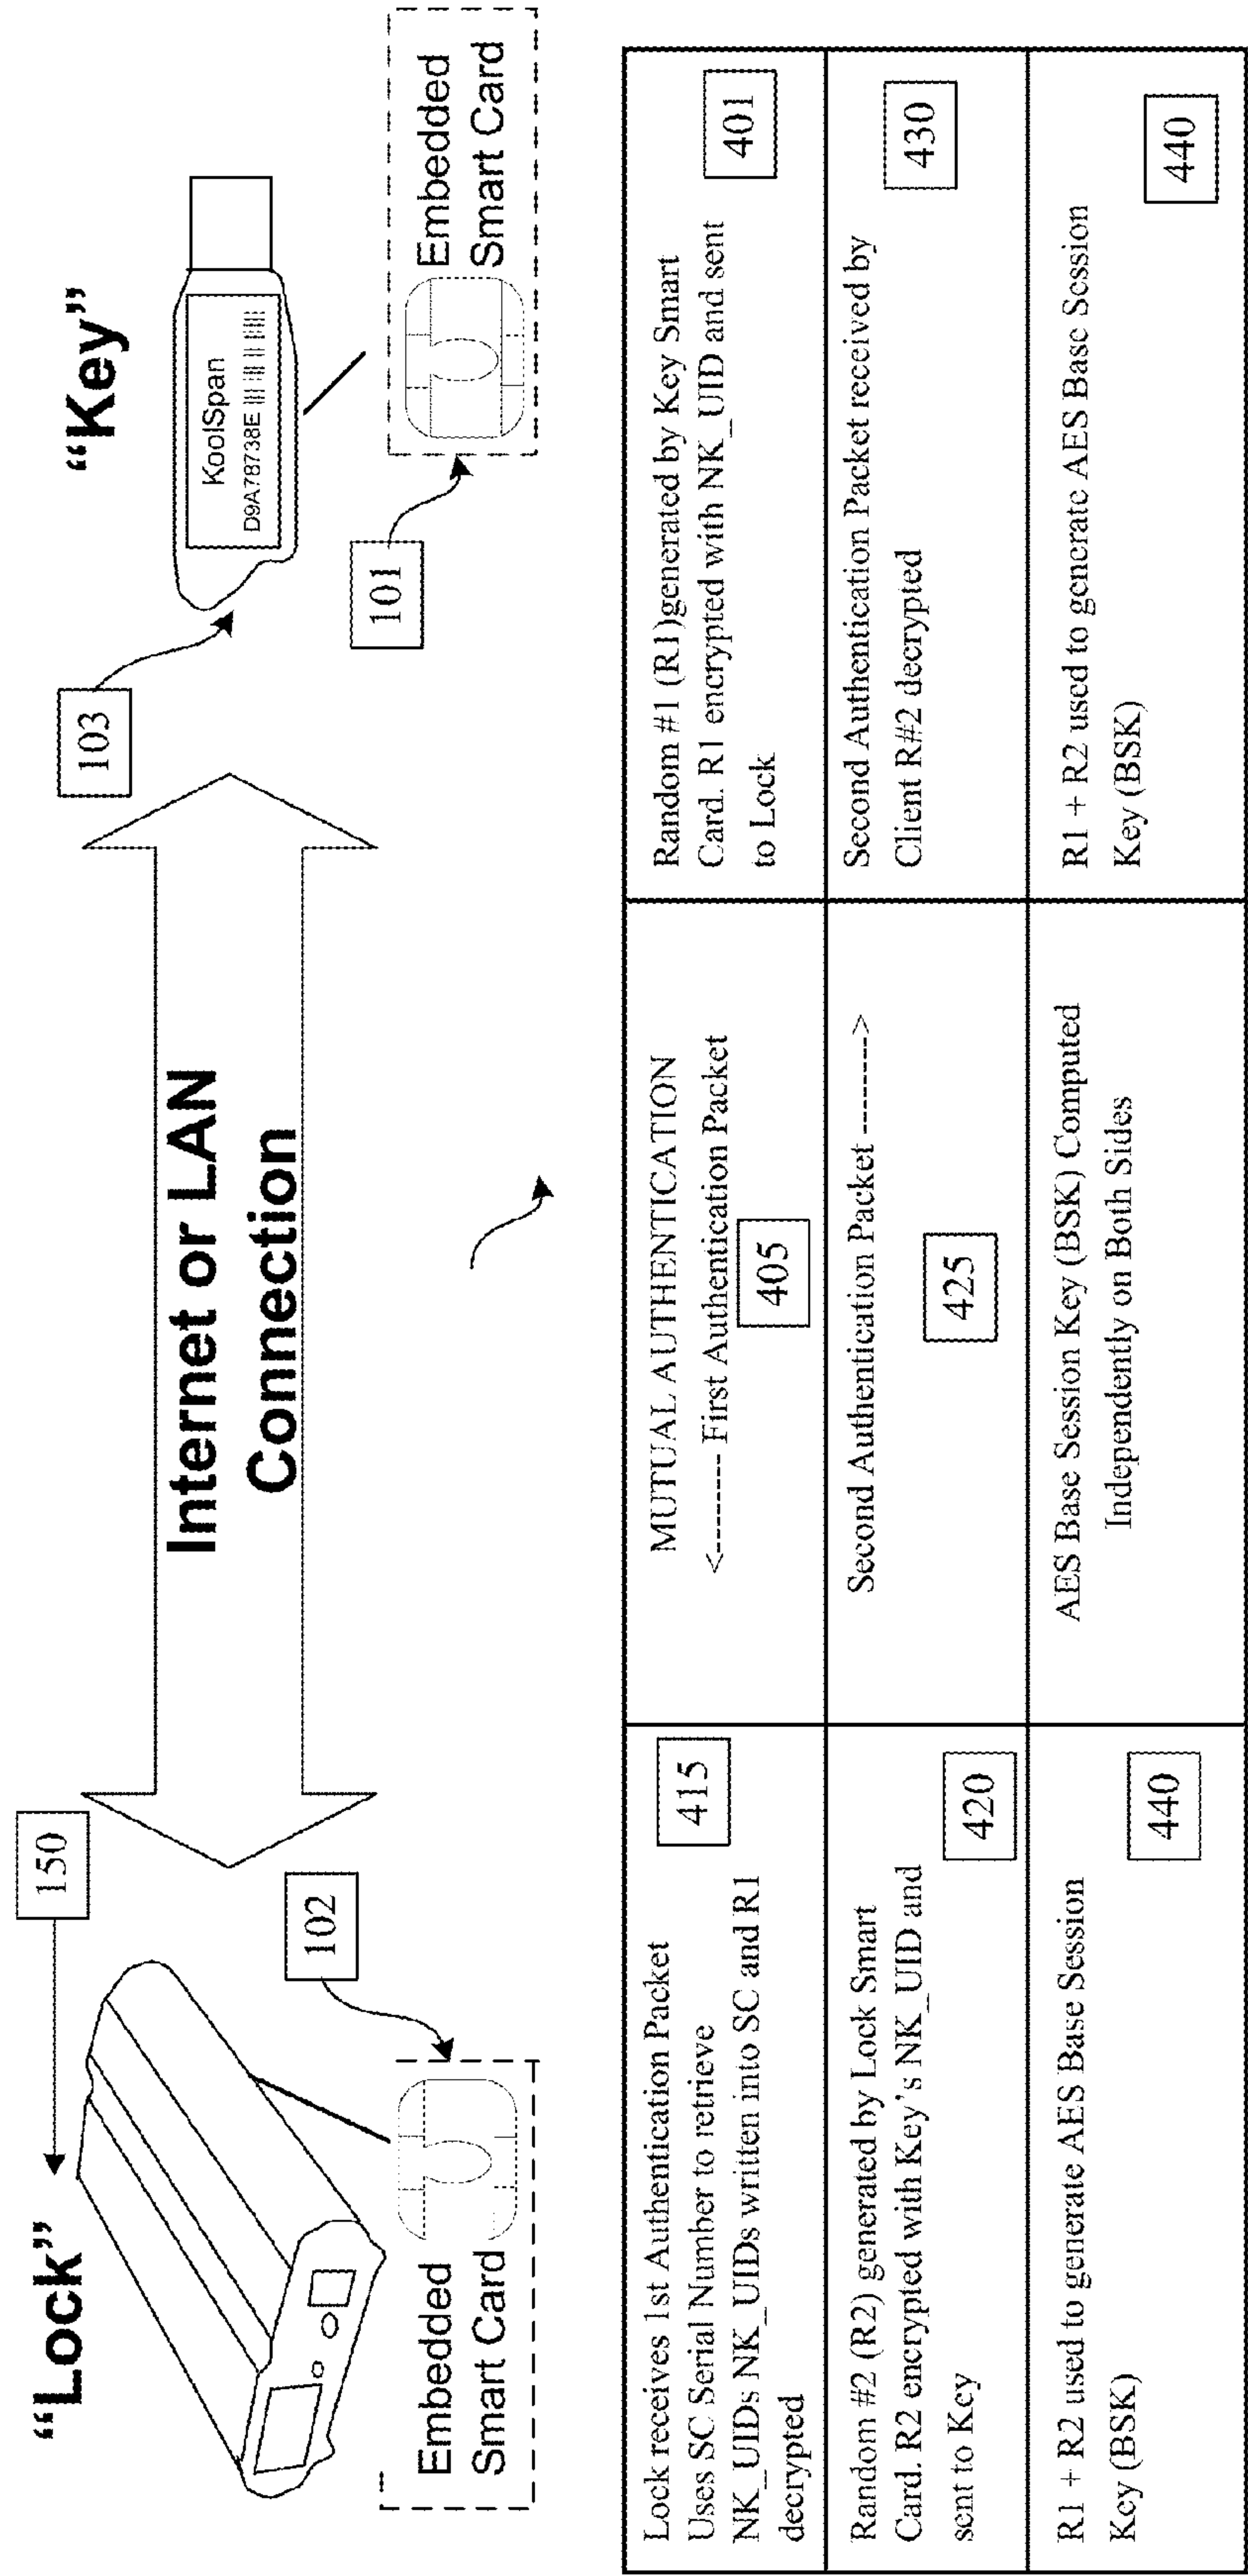 “Lock”
“Key”
150
103
Internet or LAN
Connection
KoolSpan
D9A78738E
102
101
Embedded
Smart Card
Embedded
Smart Card
Lock receives 1st Authentication Packet
Uses SC Serial Number to retrieve
NK_UIDs NK_UIDs written into SC and R1
decrypted
415
MUTUAL AUTHENTICATION
<-------- First Authentication Packet
405
Random #1 (R1)generated by Key Smart
Card. R1 encrypted with NK_UID and sent
to Lock
401
Random #2 (R2) generated by Lock Smart
Card. R2 encrypted with Key’s NK_UID and
sent to Key
420
Second Authentication Packet --------->
425
Second Authentication Packet received by
Client R#2 decrypted
430
R1 + R2 used to generate AES Base Session
Key (BSK)
440
AES Base Session Key (BSK) Computed
Independently on Both Sides
R1 + R2 used to generate AES Base Session
Key (BSK)
440